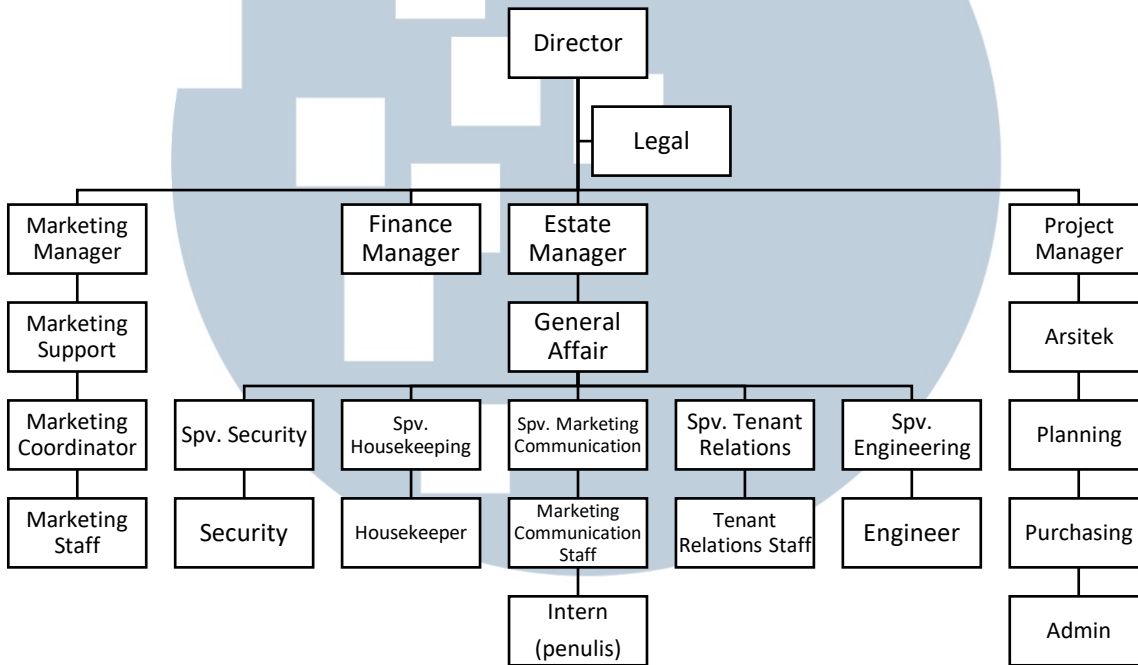 Director
Legal
Marketing
Manager
Finance
Manager
Estate
Manager
Project
Manager
Marketing
Support
General
Affair
Arsitek
Marketing
Coordinator
Spv. Security
Spv.
Housekeeping
Spv. Marketing
Communication
Spv. Tenant
Relations
Spv.
Engineering
Planning
Marketing
Staff
Security
Housekeeper
Marketing
Communication
Staff
Tenant
Relations Staff
Engineer
Purchasing
Intern
(penulis)
Admin